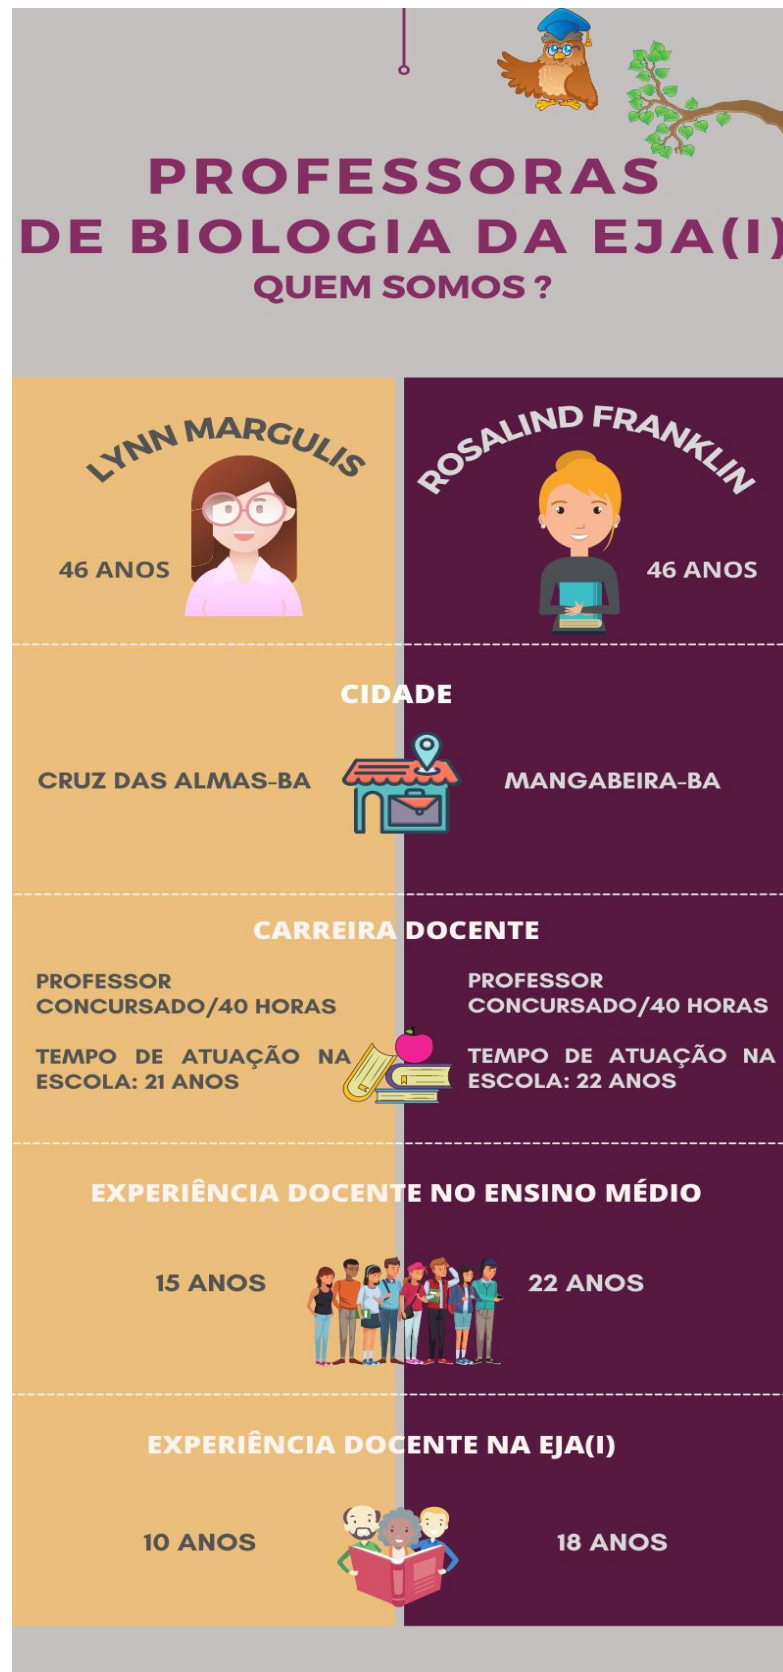 PROFESSORAS
DE BIOLOGIA DA EJA(I)
QUEM SOMOS ?
LYNN MARGULIS
46 ANOS
ROSALIND FRANKLIN
46 ANOS
CIDADE
CRUZ DAS ALMAS-BA
MANGABEIRA-BA
CARREIRA DOCENTE
PROFESSOR
CONCURSADO/40 HORAS
TEMPO DE ATUAÇÃO NA
ESCOLA: 21 ANOS
PROFESSOR
CONCURSADO/40 HORAS
TEMPO DE ATUAÇÃO NA
ESCOLA: 22 ANOS
EXPERIÊNCIA DOCENTE NO ENSINO MÉDIO
15 ANOS
22 ANOS
EXPERIÊNCIA DOCENTE NA EJA(I)
10 ANOS
18 ANOS